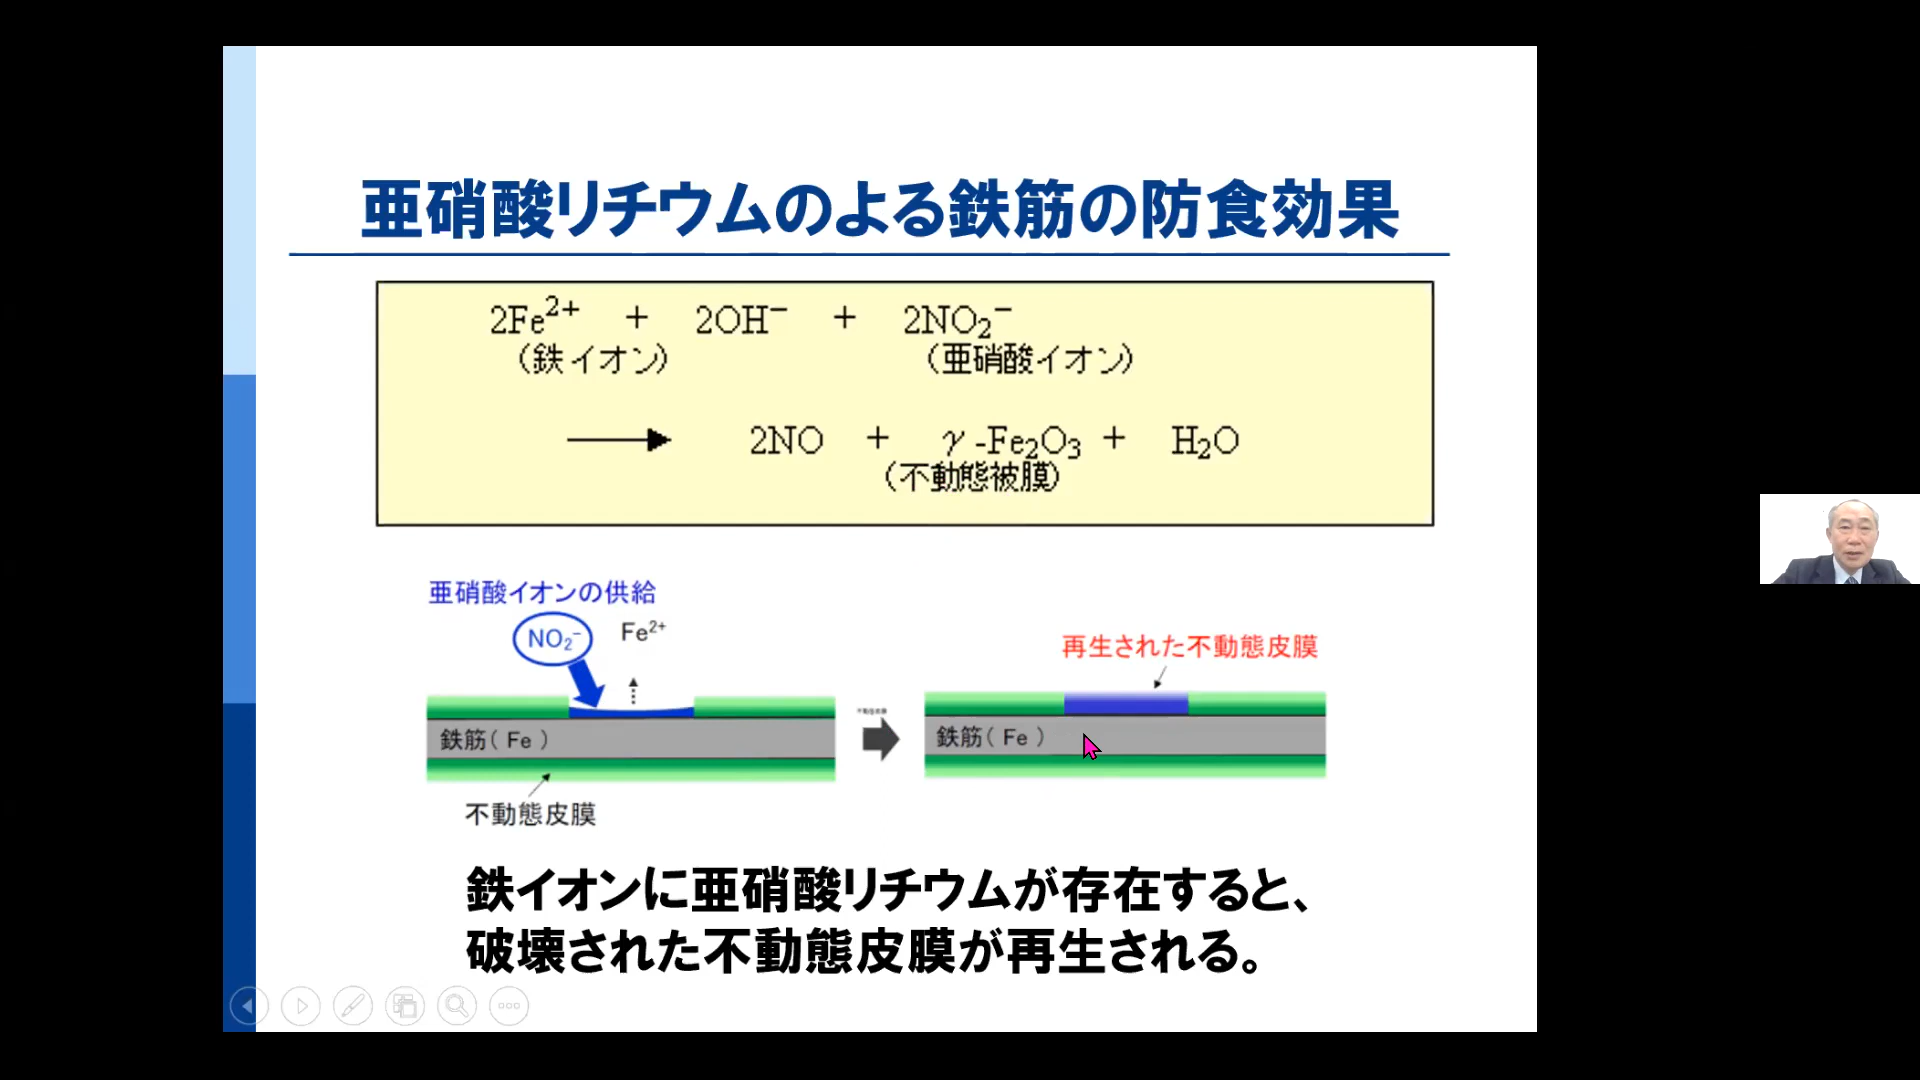 亜硝酸リチウムのよる鉄筋の防食効果
2Fe²⁺ + 2OH⁻ + 2NO₂⁻
(鉄イオン) (亜硝酸イオン)
→ 2NO + γ-Fe₂O₃ + H₂O
(不動態被膜)
亜硝酸イオンの供給
NO₂⁻ Fe²⁺
鉄筋( Fe )
不動態皮膜
再生された不動態皮膜
鉄筋( Fe )
鉄イオンに亜硝酸リチウムが存在すると、
破壊された不動態皮膜が再生される。